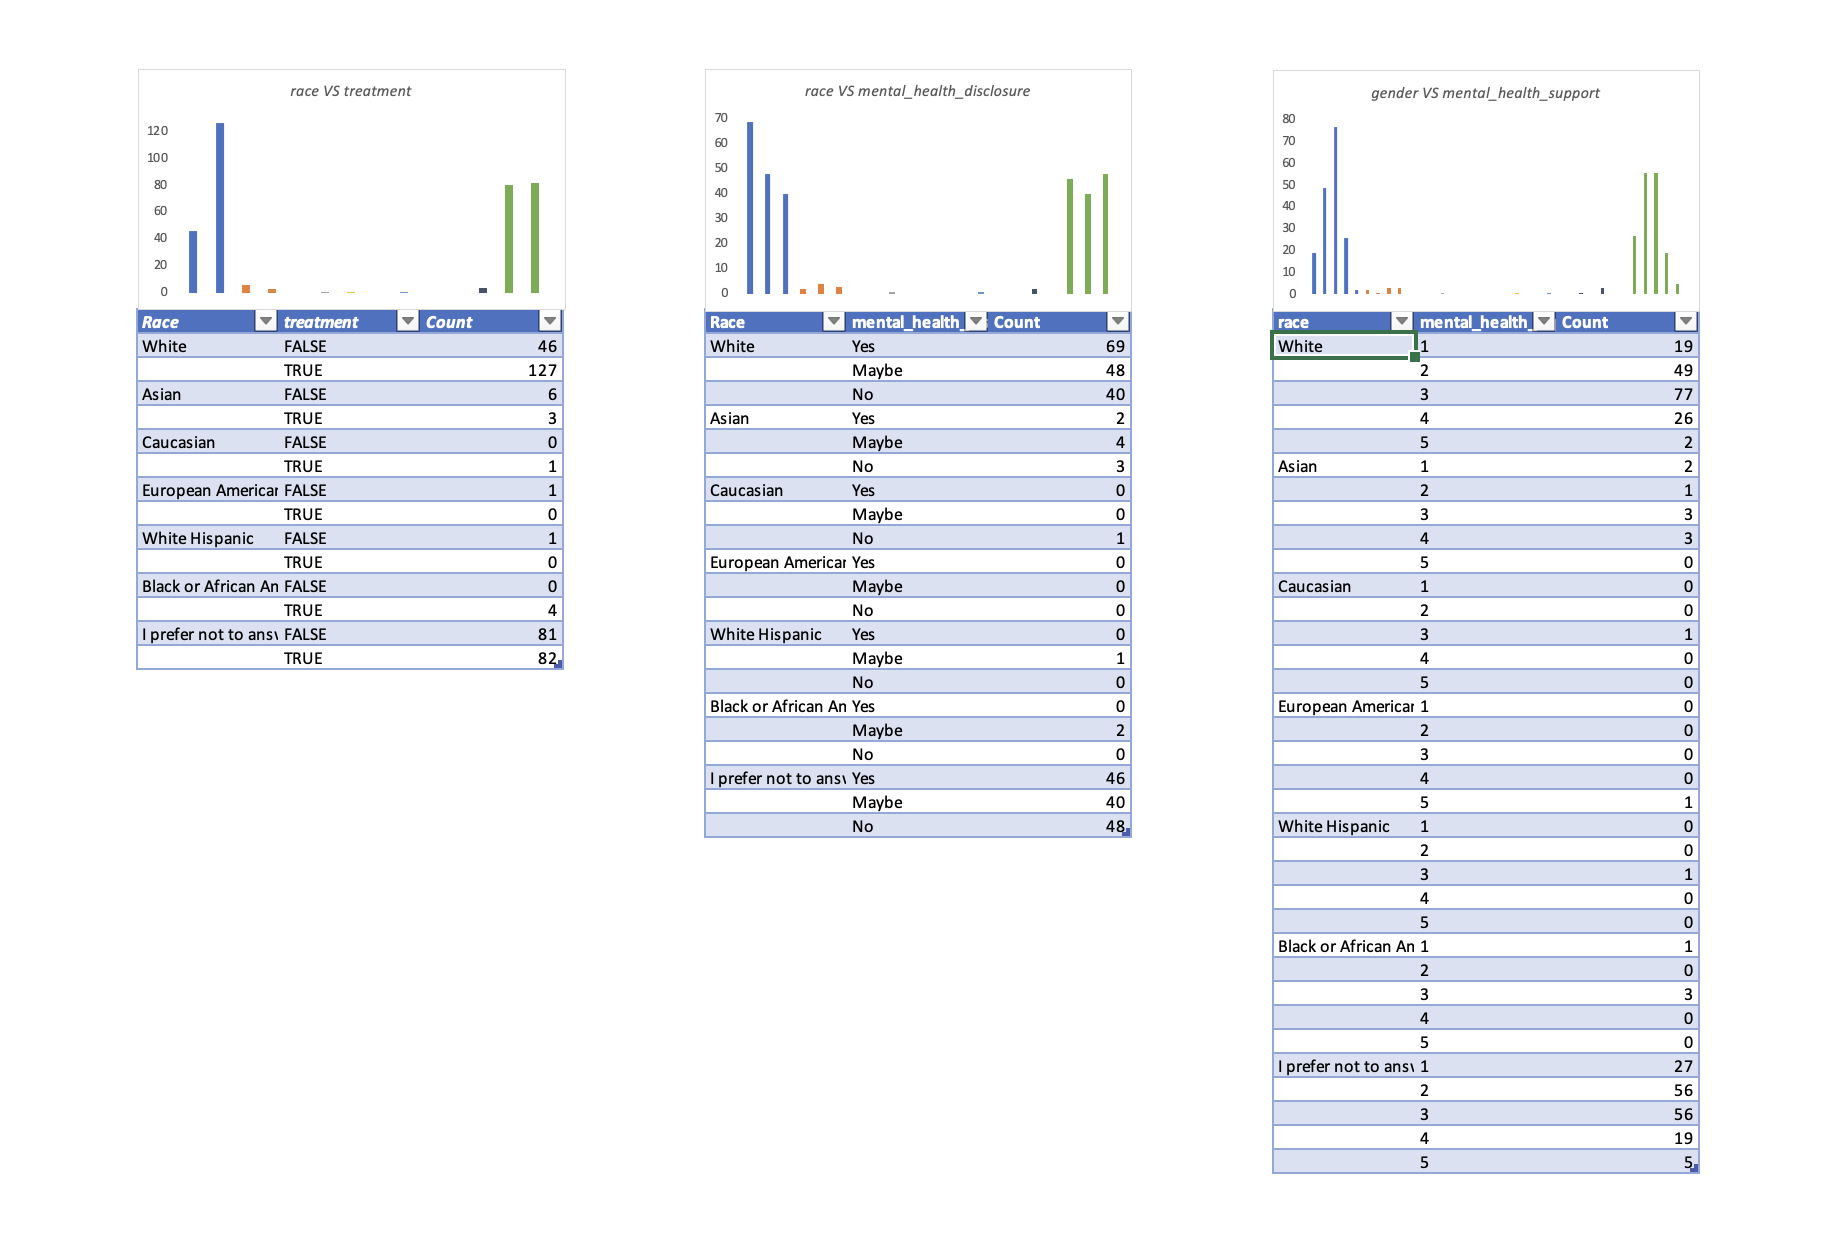 race VS treatment
120
100
80
60
40
20
0
Race treatment Count
White FALSE 46
TRUE 127
Asian FALSE 6
TRUE 3
Caucasian FALSE 0
TRUE 1
European American FALSE 1
TRUE 0
White Hispanic FALSE 1
TRUE 0
Black or African An FALSE 0
TRUE 4
I prefer not to ansv FALSE 81
TRUE 82
race VS mental_health_disclosure
70
60
50
40
30
20
10
0
Race mental_health_ Count
White Yes 69
Maybe 48
No 40
Asian Yes 2
Maybe 4
No 3
Caucasian Yes 0
Maybe 0
No 1
European American Yes 0
Maybe 0
No 0
White Hispanic Yes 0
Maybe 1
No 0
Black or African An Yes 0
Maybe 2
No 0
I prefer not to ansv Yes 46
Maybe 40
No 48
gender VS mental_health_support
80
70
60
50
40
30
20
10
0
race mental_health_ Count
White 1 19
2 49
3 77
4 26
5 2
Asian 1 2
2 1
3 3
4 3
5 0
Caucasian 1 0
2 0
3 1
4 0
5 0
European American 1 0
2 0
3 0
4 0
5 1
White Hispanic 1 0
2 0
3 1
4 0
5 0
Black or African An 1 1
2 0
3 3
4 0
5 0
I prefer not to ansv 1 27
2 56
3 56
4 19
5 5